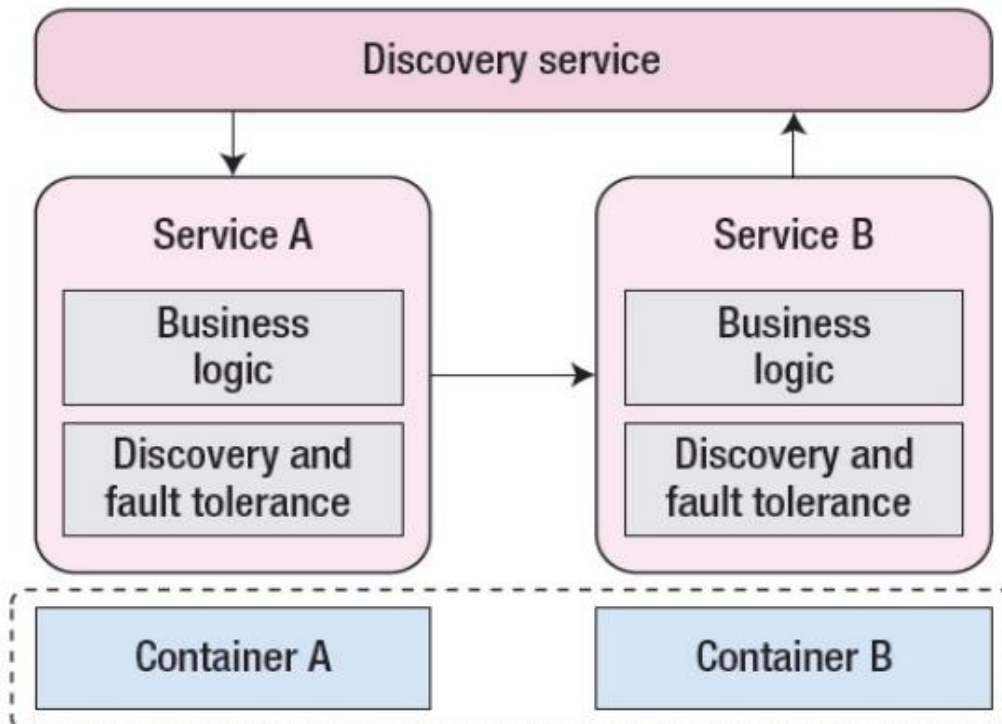 Discovery service
Service A
Business
logic
Discovery and
fault tolerance
Service B
Business
logic
Discovery and
fault tolerance
Container A
Container B